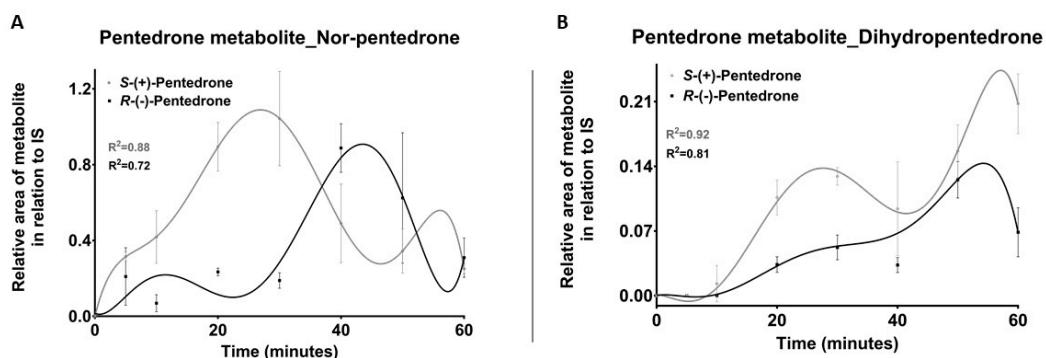 A
Pentedrone metabolite_Nor-pentedrone
Relative area of metabolite
in relation to IS
1.2
0.8
0.4
0.0
S-(+)-Pentedrone
R-(-)-Pentedrone
R²=0.88
R²=0.72
0
20
40
60
Time (minutes)
B
Pentedrone metabolite_Dihydropentedrone
Relative area of metabolite
in relation to IS
0.21
0.14
0.07
0.00
S-(+)-Pentedrone
R-(-)-Pentedrone
R²=0.92
R²=0.81
0
20
40
60
Time (minutes)